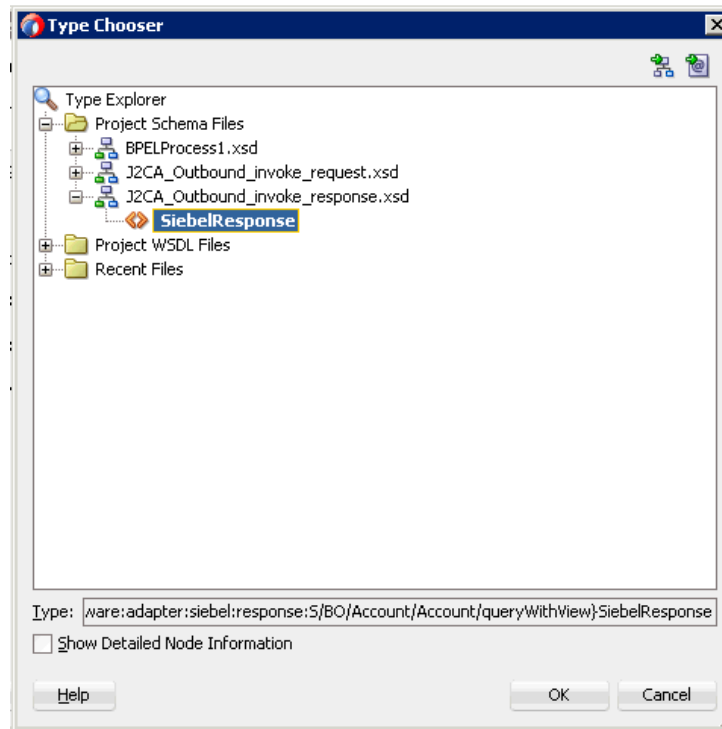 Type Chooser
Type Explorer
Project Schema Files
BPELProcess1.xsd
J2CA_Outbound_invoke_request.xsd
J2CA_Outbound_invoke_response.xsd
SiebelResponse
Project WSDL Files
Recent Files
Type: ware:adapter:siebel:response:S/BO/Account/Account/queryWithView}SiebelResponse
Show Detailed Node Information
Help OK Cancel